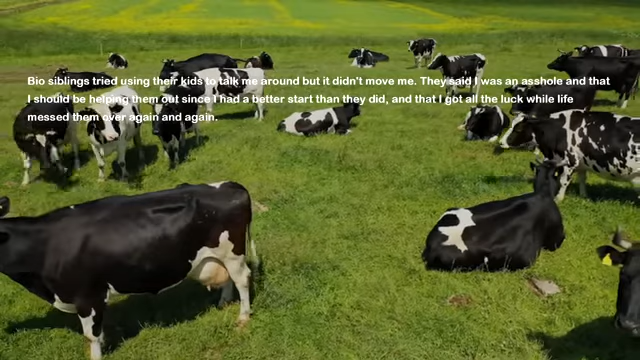 Bio siblings tried using their kids to talk me around but it didn't move me. They said I was an asshole and that
I should be helping them out since I had a better start than they did, and that I got all the luck while life
messed them over again and again.